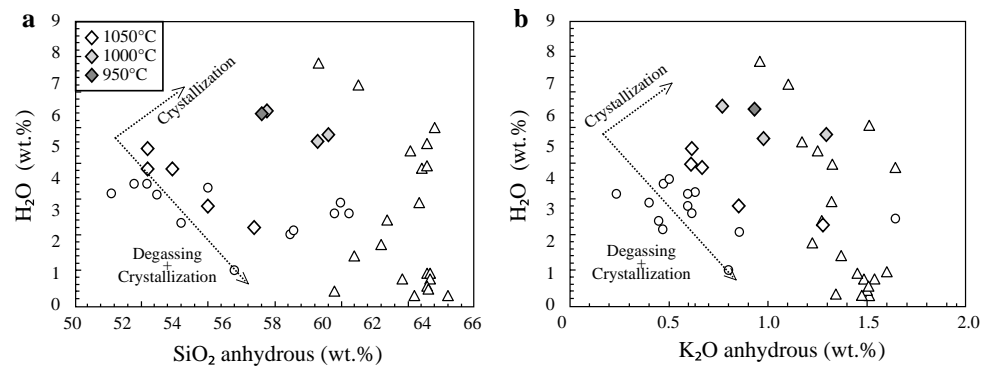 a
9
8
7
6
5
4
3
2
1
0
H₂O (wt.%)
1050°C
1000°C
950°C
Crystallization
Degassing
+
Crystallization
50 52 54 56 58 60 62 64 66
SiO₂ anhydrous (wt.%)
b
9
8
7
6
5
4
3
2
1
0
H₂O (wt.%)
Crystallization
Degassing
+
Crystallization
0 0.5 1.0 1.5 2.0
K₂O anhydrous (wt.%)